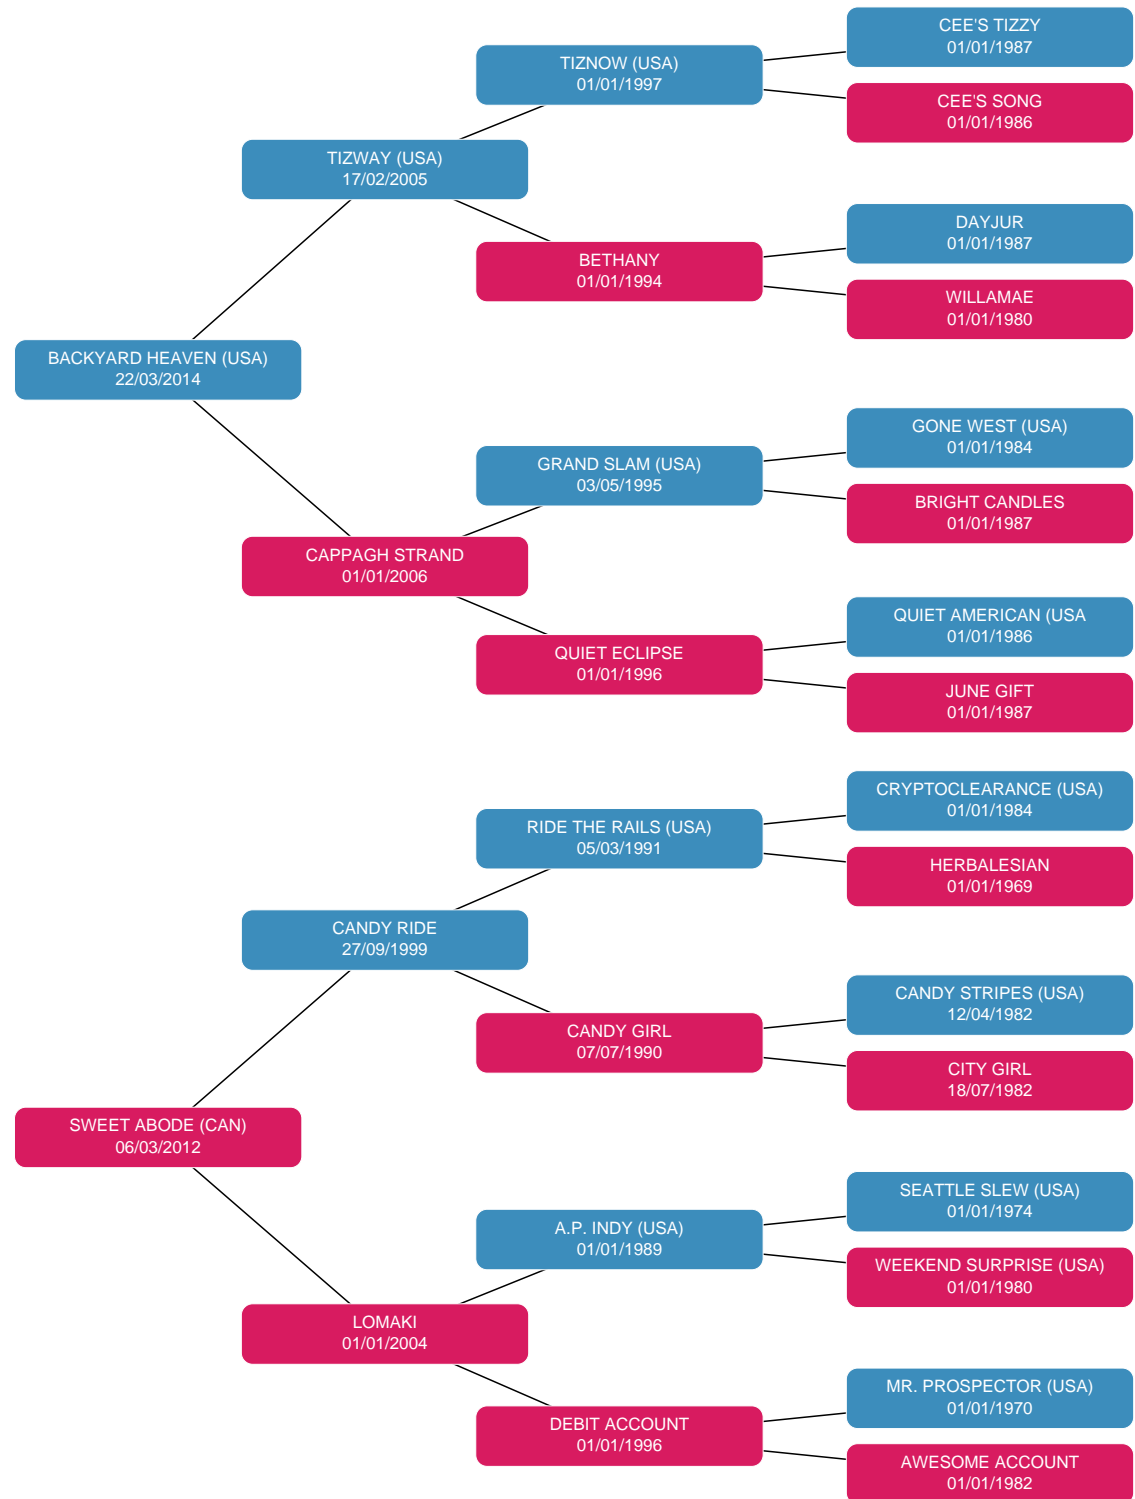 CEE'S TIZZY
01/01/1987
TIZNOW (USA)
01/01/1997
CEE'S SONG
01/01/1986
TIZWAY (USA)
17/02/2005
DAYJUR
01/01/1987
BETHANY
01/01/1994
WILLAMAE
01/01/1980
BACKYARD HEAVEN (USA)
22/03/2014
GONE WEST (USA)
01/01/1984
GRAND SLAM (USA)
03/05/1995
BRIGHT CANDLES
01/01/1987
CAPPAGH STRAND
01/01/2006
QUIET AMERICAN (USA
01/01/1986
QUIET ECLIPSE
01/01/1996
JUNE GIFT
01/01/1987
CRYPTOCLEARANCE (USA)
01/01/1984
RIDE THE RAILS (USA)
05/03/1991
HERBALESIAN
01/01/1969
CANDY RIDE
27/09/1999
CANDY STRIPES (USA)
12/04/1982
CANDY GIRL
07/07/1990
CITY GIRL
18/07/1982
SWEET ABODE (CAN)
06/03/2012
SEATTLE SLEW (USA)
01/01/1974
A.P. INDY (USA)
01/01/1989
WEEKEND SURPRISE (USA)
01/01/1980
LOMAKI
01/01/2004
MR. PROSPECTOR (USA)
01/01/1970
DEBIT ACCOUNT
01/01/1996
AWESOME ACCOUNT
01/01/1982